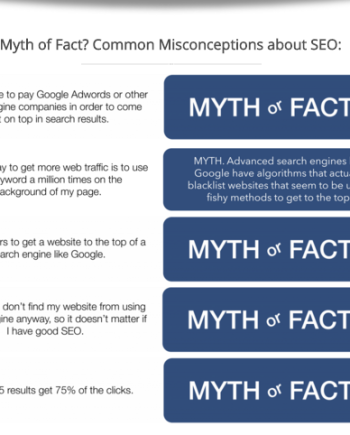 Myth of Fact? Common Misconceptions about SEO:
e to pay Google Adwords or other
gine companies in order to come
t on top in search results.
MYTH or FACT
ay to get more web traffic is to use
yword a million times on the
ackground of my page.
MYTH. Advanced search engines
Google have algorithms that actua
blacklist websites that seem to be u
fishy methods to get to the top
rs to get a website to the top of a
arch engine like Google.
MYTH or FACT
don't find my website from using
ine anyway, so it doesn't matter if
I have good SEO.
MYTH or FACT
5 results get 75% of the clicks.
MYTH or FACT